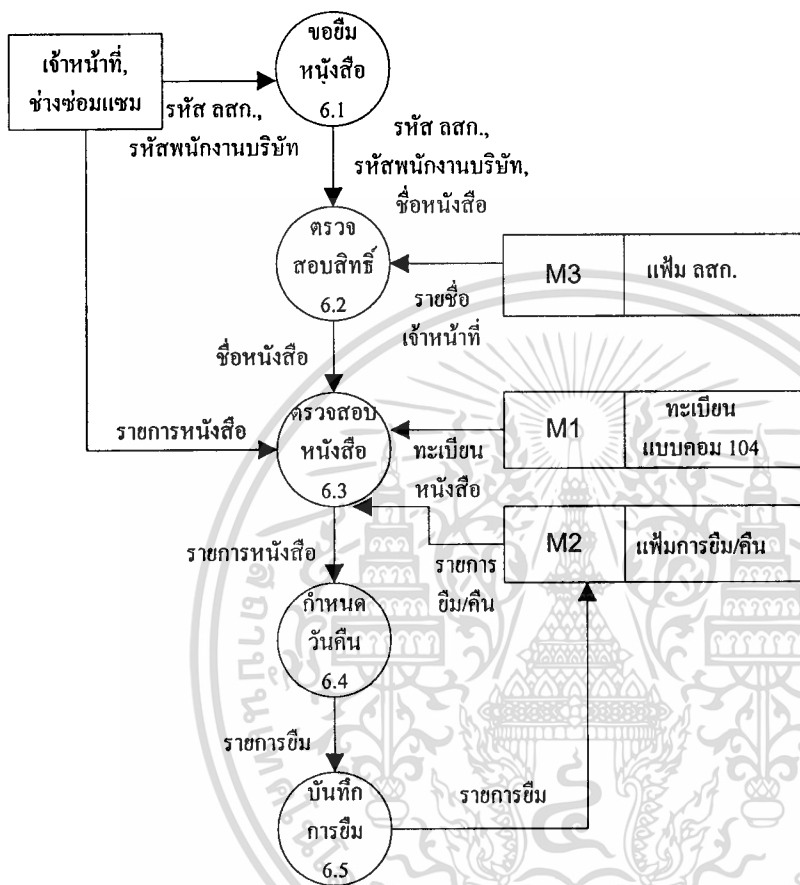 เจ้าหน้าที่,
ช่างซ่อมแซม
ขอยืม
หนังสือ
6.1
รหัส ลสก.,
รหัสพนักงานบริษัท
รหัส ลสก.,
รหัสพนักงานบริษัท,
ชื่อหนังสือ
ตรวจ
สอบสิทธิ์
6.2
M3
แฟ้ม ลสก.
รายชื่อ
เจ้าหน้าที่
ชื่อหนังสือ
ตรวจสอบ
หนังสือ
6.3
รายการหนังสือ
M1
ทะเบียน
แบบคอม 104
ทะเบียน
หนังสือ
M2
แฟ้มการยืม/คืน
รายการ
ยืม/คืน
รายการหนังสือ
กำหนด
วันคืน
6.4
รายการยืม
บันทึก
การยืม
6.5
รายการยืม